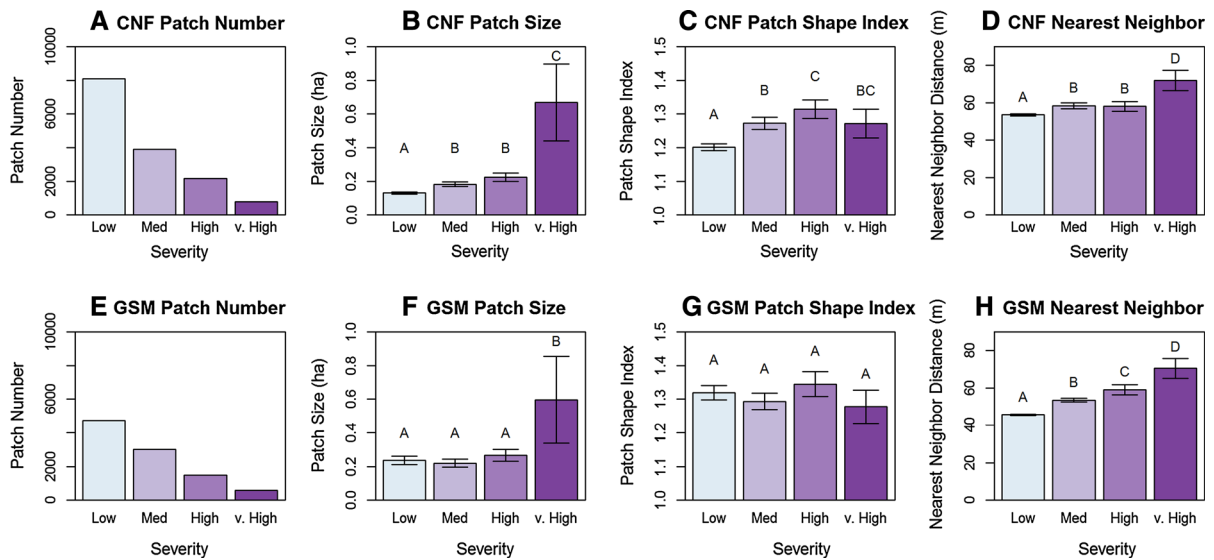 A CNF Patch Number
B CNF Patch Size
C CNF Patch Shape Index
D CNF Nearest Neighbor
Patch Number
0 2000 6000 10000
Low Med High v. High
Severity
Patch Size (ha)
0.0 0.2 0.4 0.6 0.8 1.0
A B B C
Low Med High v. High
Severity
Patch Shape Index
1.0 1.1 1.2 1.3 1.4 1.5
A B C BC
Low Med High v. High
Severity
Nearest Neighbor Distance (m)
0 20 40 60 80
A B B D
Low Med High v. High
Severity
E GSM Patch Number
F GSM Patch Size
G GSM Patch Shape Index
H GSM Nearest Neighbor
Patch Number
0 2000 6000 10000
Low Med High v. High
Severity
Patch Size (ha)
0.0 0.2 0.4 0.6 0.8 1.0
A A A B
Low Med High v. High
Severity
Patch Shape Index
1.0 1.1 1.2 1.3 1.4 1.5
A A A A
Low Med High v. High
Severity
Nearest Neighbor Distance (m)
0 20 40 60 80
A B C D
Low Med High v. High
Severity